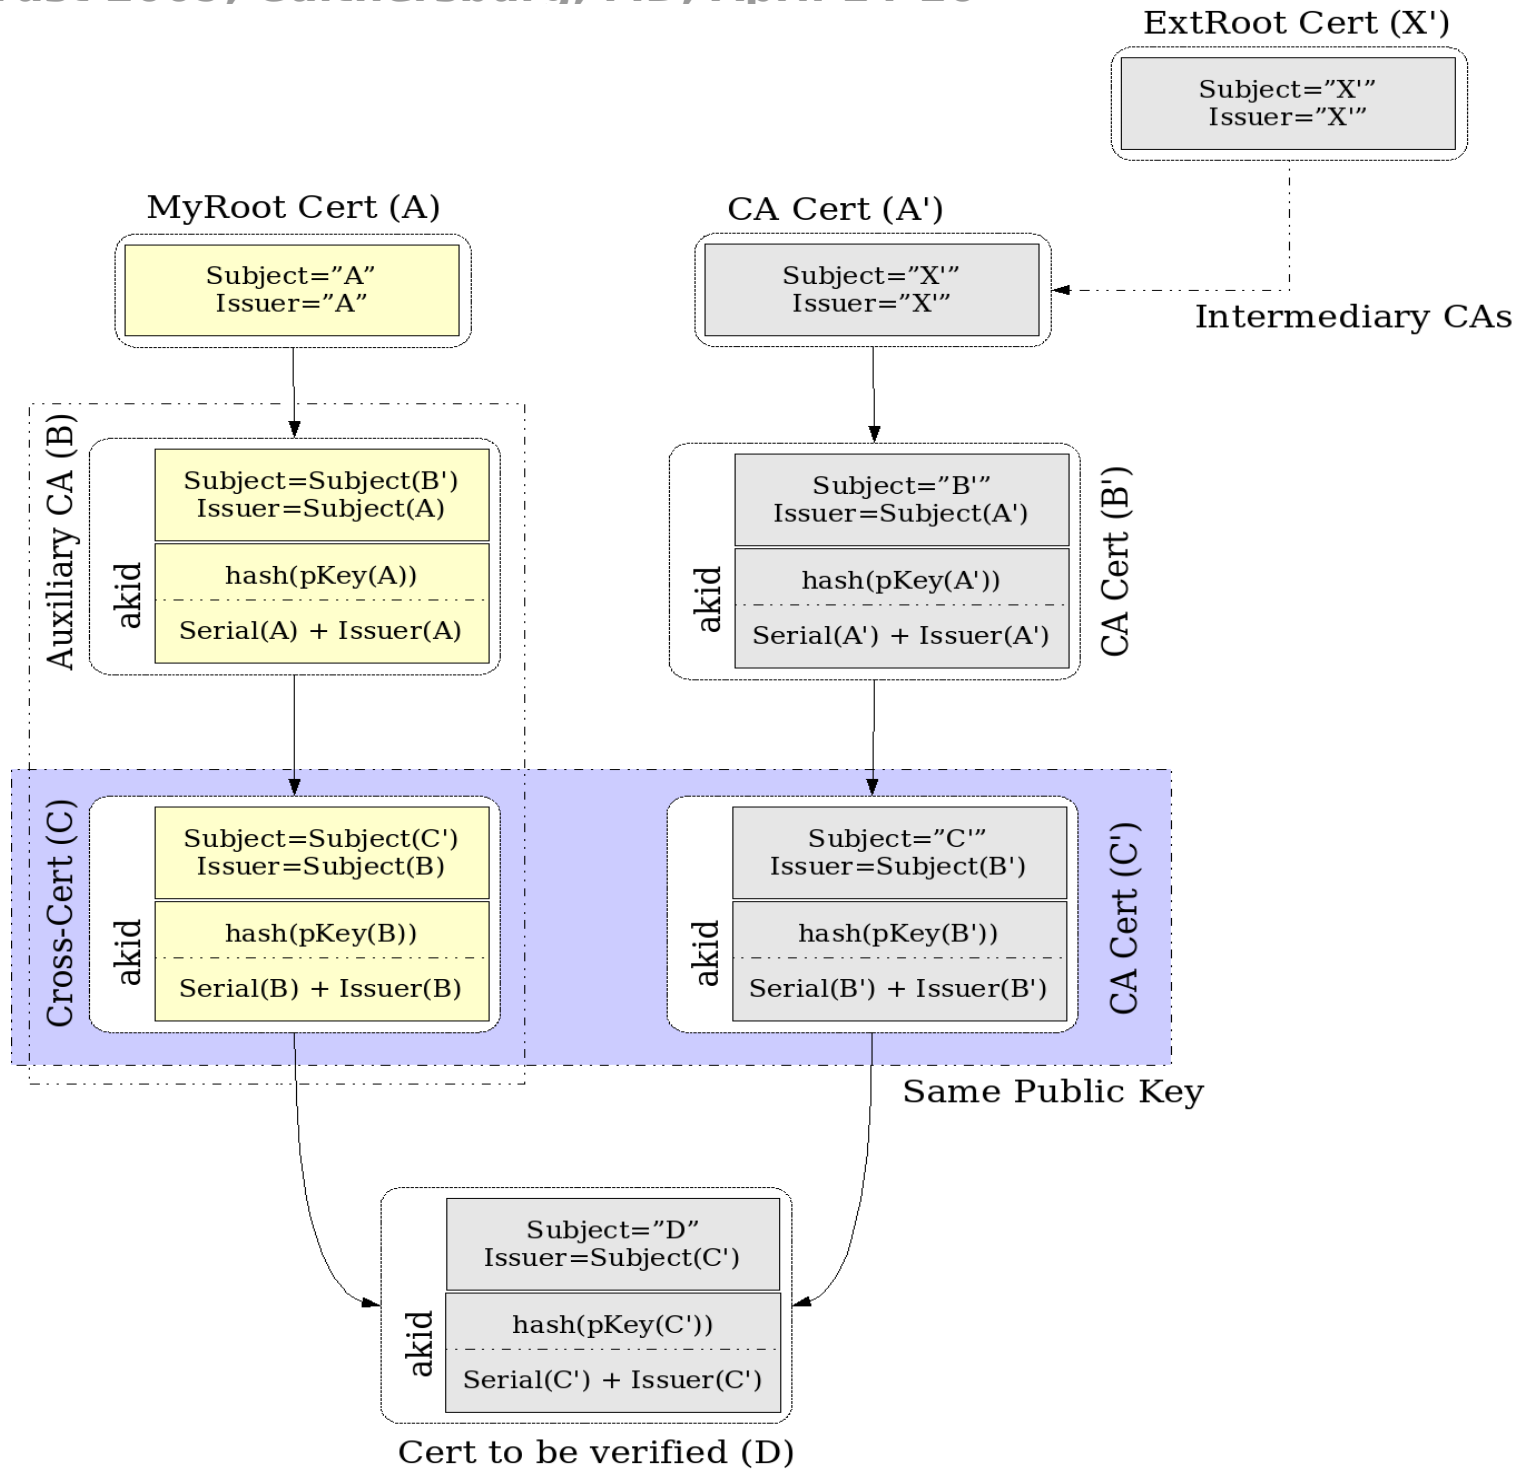 ExtRoot Cert (X')
Subject=”X'”
Issuer=”X'”
MyRoot Cert (A)
Subject=”A”
Issuer=”A”
CA Cert (A')
Subject=”X'”
Issuer=”X'”
Intermediary CAs
Auxiliary CA (B)
akid
Subject=Subject(B')
Issuer=Subject(A)
hash(pKey(A))
Serial(A) + Issuer(A)
akid
Subject=”B'”
Issuer=Subject(A')
hash(pKey(A'))
Serial(A') + Issuer(A')
CA Cert (B')
Cross-Cert (C)
akid
Subject=Subject(C')
Issuer=Subject(B)
hash(pKey(B))
Serial(B) + Issuer(B)
akid
Subject=”C'”
Issuer=Subject(B')
hash(pKey(B'))
Serial(B') + Issuer(B')
CA Cert (C')
Same Public Key
akid
Subject=”D”
Issuer=Subject(C')
hash(pKey(C'))
Serial(C') + Issuer(C')
Cert to be verified (D)